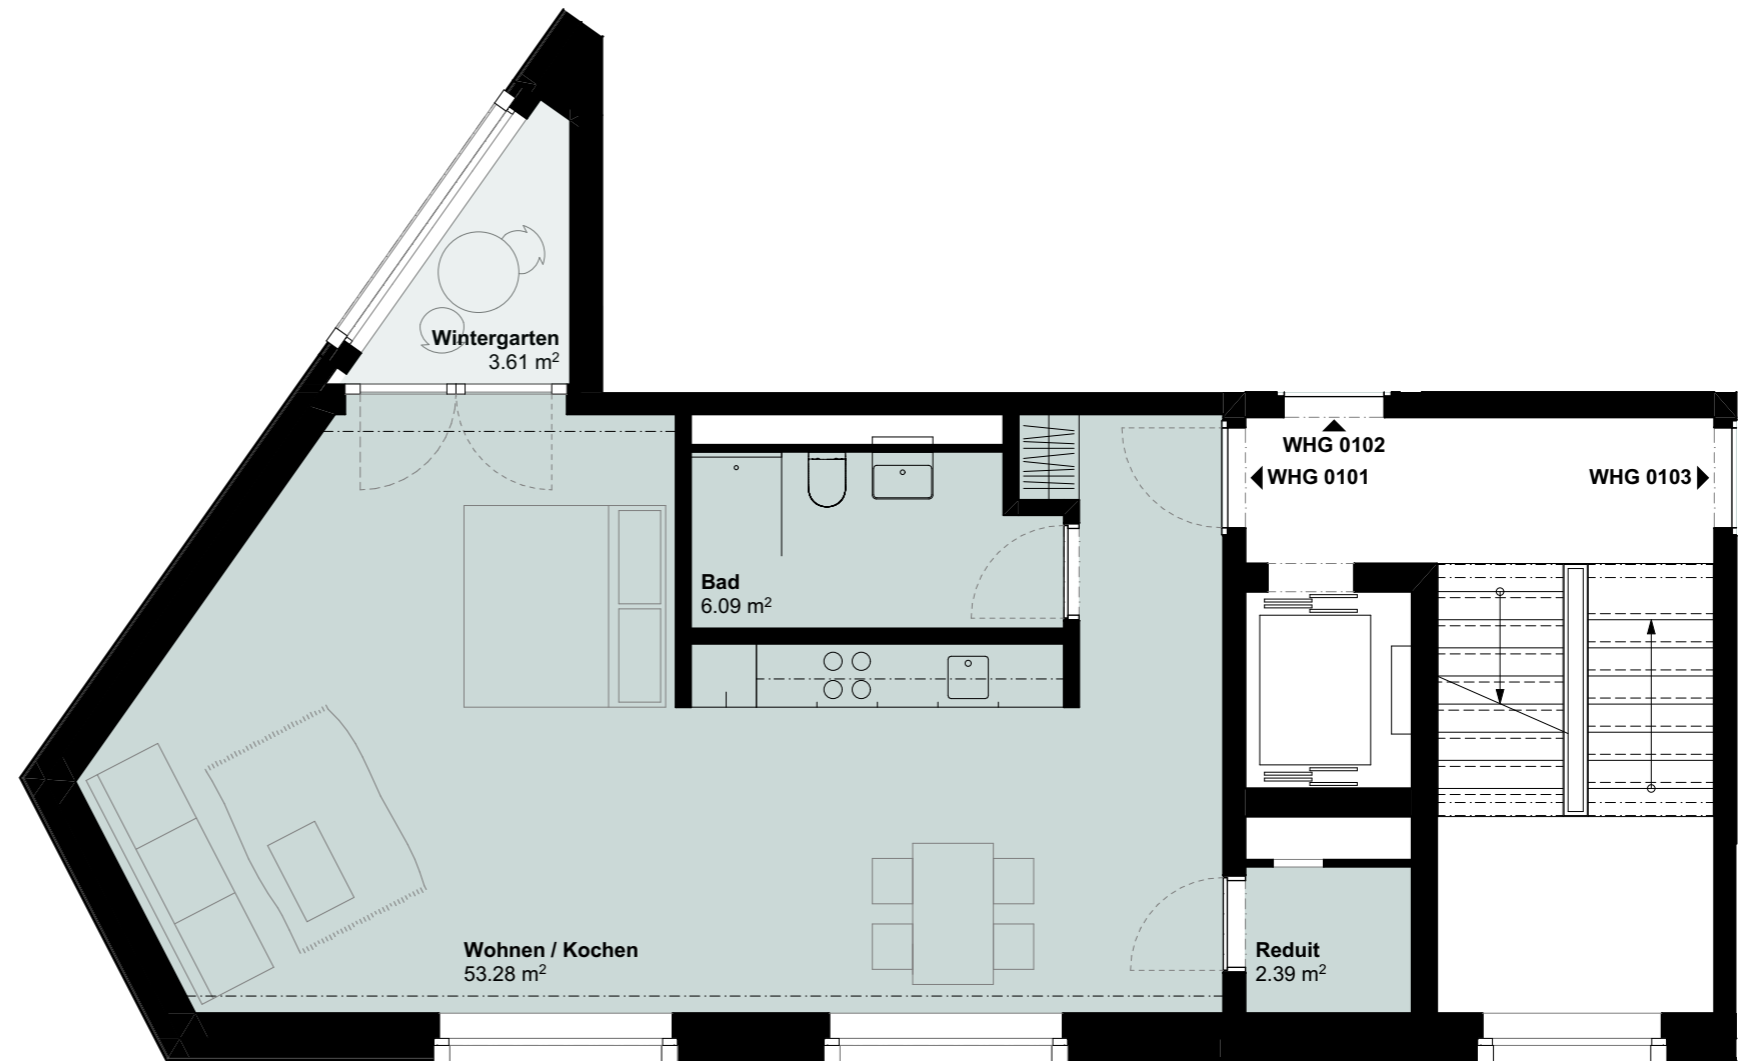 Wintergarten
3.61 m²
WHG 0102
WHG 0101
WHG 0103
Bad
6.09 m²
Wohnen / Kochen
53.28 m²
Reduit
2.39 m²